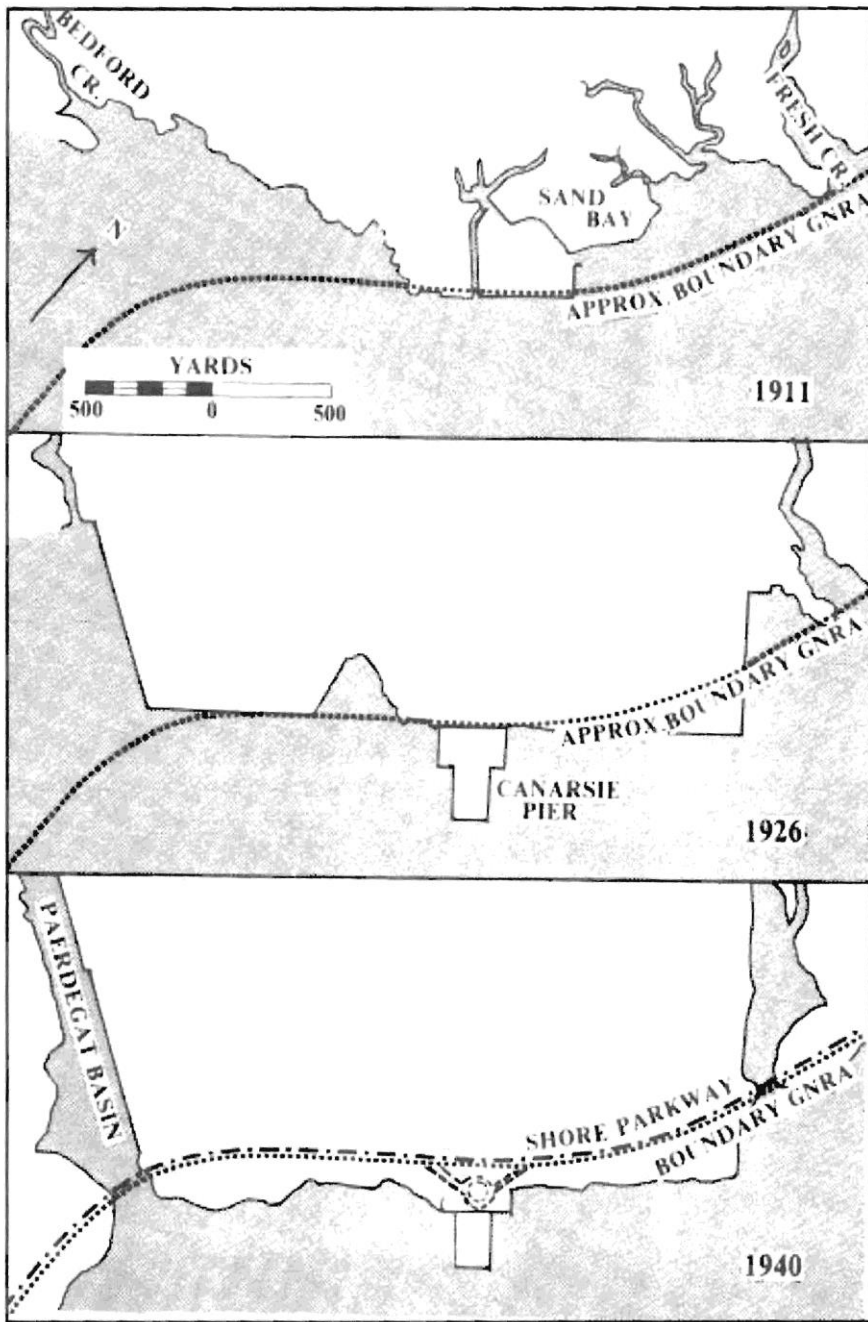 BEDFORD
CR.
FRESH CR.
SAND
BAY
APPROX BOUNDARY GNRA
YARDS
500 0 500
1911
APPROX BOUNDARY GNRA
CANARSIE
PIER
1926
PAERDEGAT BASIN
SHORE PARKWAY
BOUNDARY GNRA
1940